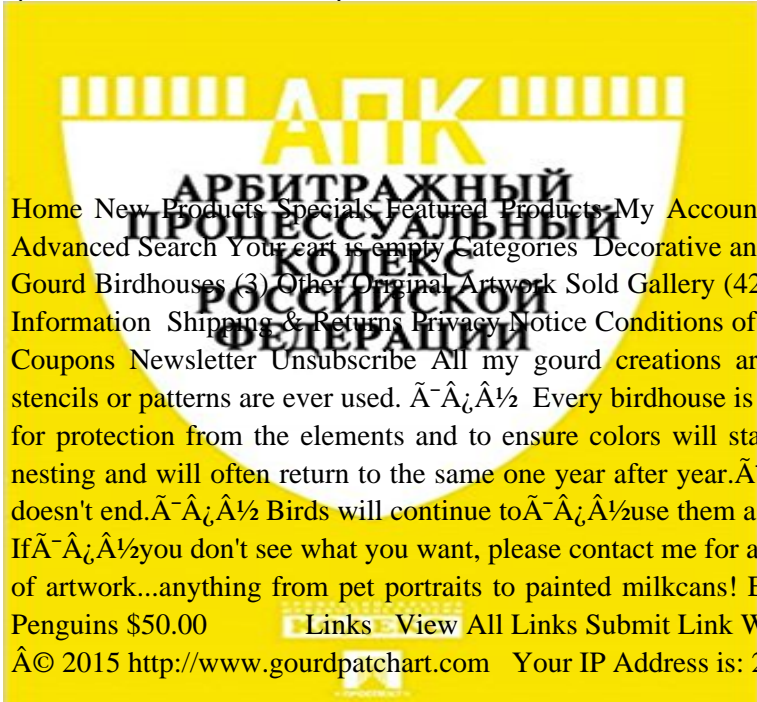 АПК
АРБИТРАЖНЫЙ
ПРОЦЕССУАЛЬНЫЙ
КОДЕКС
РОССИЙСКОЙ
ФЕДЕРАЦИИ
Home New Products Specials Featured Products My Accoun
Advanced Search Your cart is empty Categories Decorative an
Gourd Birdhouses (3) Other Original Artwork Sold Gallery (42
Information Shipping & Returns Privacy Notice Conditions of
Coupons Newsletter Unsubscribe All my gourd creations ar
stencils or patterns are ever used. Ã¯Â¿Â½ Every birdhouse is
for protection from the elements and to ensure colors will sta
nesting and will often return to the same one year after year.Ã¯
doesn't end.Ã¯Â¿Â½ Birds will continue toÃ¯Â¿Â½use them a
IfÃ¯Â¿Â½you don't see what you want, please contact me for a
of artwork...anything from pet portraits to painted milkcans! E
Penguins $50.00 Links View All Links Submit Link W
Â© 2015 http://www.gourdpatchart.com Your IP Address is: 2